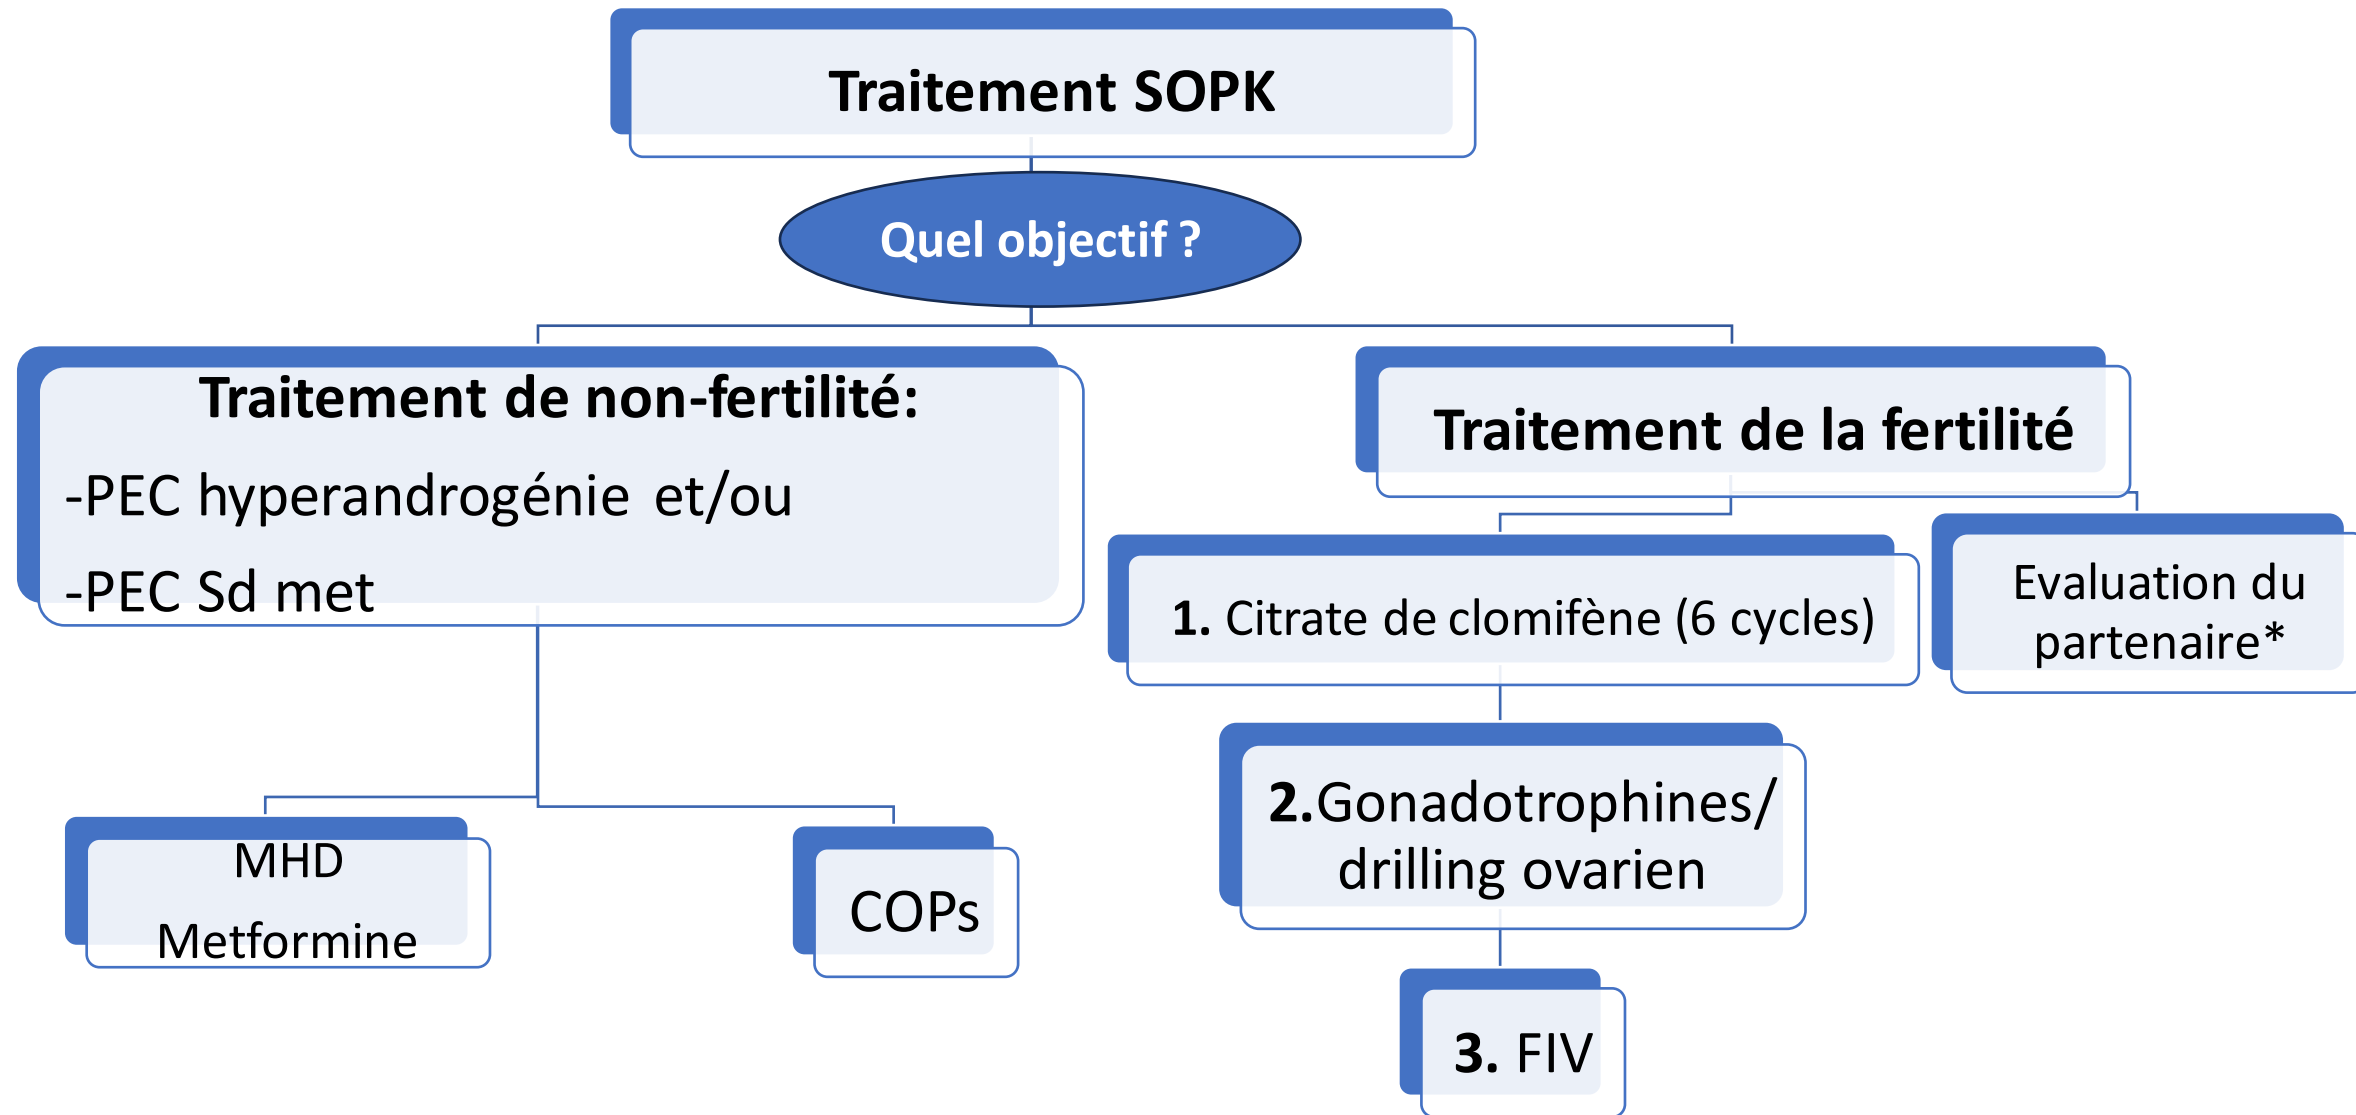 Traitement SOPK
Quel objectif ?
Traitement de non-fertilité:
-PEC hyperandrogénie et/ou
-PEC Sd met
MHD
Metformine
COPs
Traitement de la fertilité
1. Citrate de clomifène (6 cycles)
2.Gonadotrophines/
drilling ovarien
3. FIV
Evaluation du
partenaire*